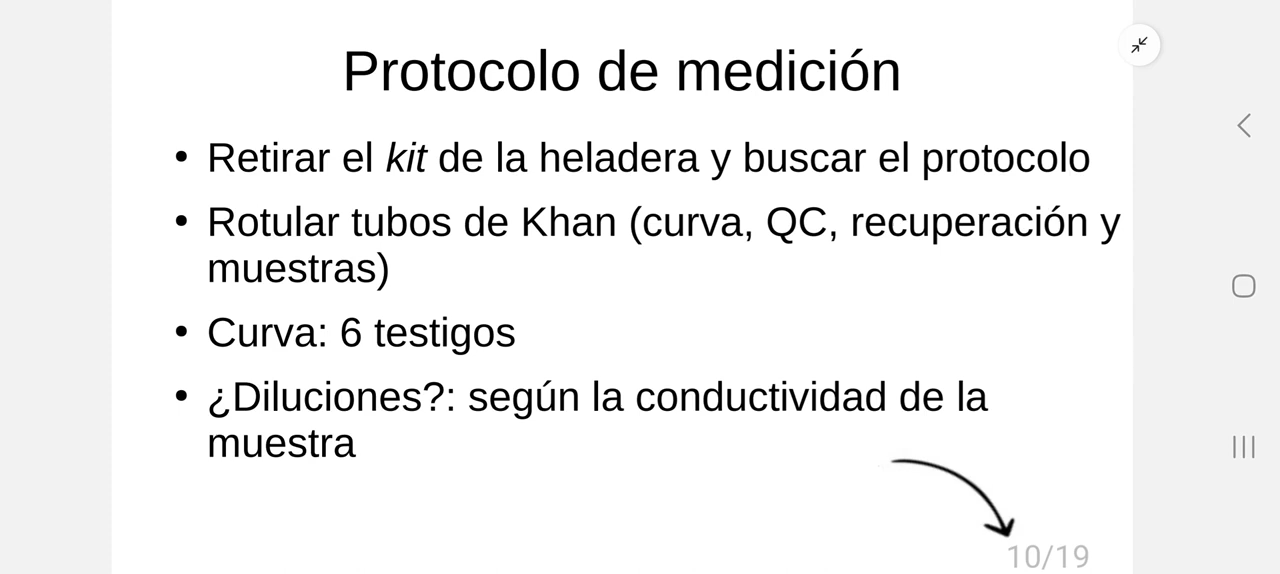 Protocolo de medición
• Retirar el kit de la heladera y buscar el protocolo
• Rotular tubos de Khan (curva, QC, recuperación y
muestras)
• Curva: 6 testigos
• ¿Diluciones?: según la conductividad de la
muestra
10/19